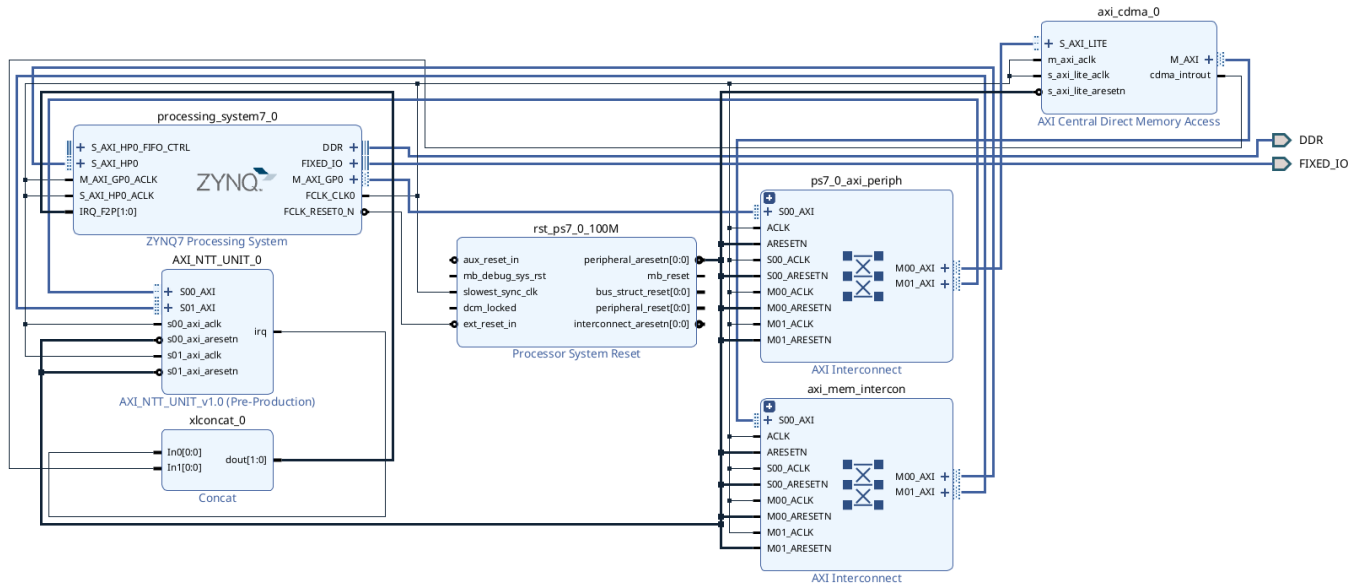 axi_cdma_0
S_AXI_LITE
m_axi_aclk
s_axi_lite_aclk
s_axi_lite_aresetn
M_AXI
cdma_introut
AXI Central Direct Memory Access
DDR
FIXED_IO
processing_system7_0
S_AXI_HP0_FIFO_CTRL
S_AXI_HP0
M_AXI_GP0_ACLK
S_AXI_HP0_ACLK
IRQ_F2P[1:0]
ZYNQ
DDR
FIXED_IO
M_AXI_GP0
FCLK_CLK0
FCLK_RESET0_N
ZYNQ7 Processing System
AXI_NTT_UNIT_0
S00_AXI
S01_AXI
s00_axi_aclk
s00_axi_aresetn
s01_axi_aclk
s01_axi_aresetn
irq
AXI_NTT_UNIT_v1.0 (Pre-Production)
xlconcat_0
In0[0:0]
In1[0:0]
dout[1:0]
Concat
rst_ps7_0_100M
aux_reset_in
mb_debug_sys_rst
slowest_sync_clk
dcm_locked
ext_reset_in
peripheral_aresetn[0:0]
mb_reset
bus_struct_reset[0:0]
peripheral_reset[0:0]
interconnect_aresetn[0:0]
Processor System Reset
ps7_0_axi_periph
S00_AXI
ACLK
ARESETN
S00_ACLK
S00_ARESETN
M00_ACLK
M00_ARESETN
M01_ACLK
M01_ARESETN
M00_AXI
M01_AXI
AXI Interconnect
axi_mem_intercon
S00_AXI
ACLK
ARESETN
S00_ACLK
S00_ARESETN
M00_ACLK
M00_ARESETN
M01_ACLK
M01_ARESETN
M00_AXI
M01_AXI
AXI Interconnect